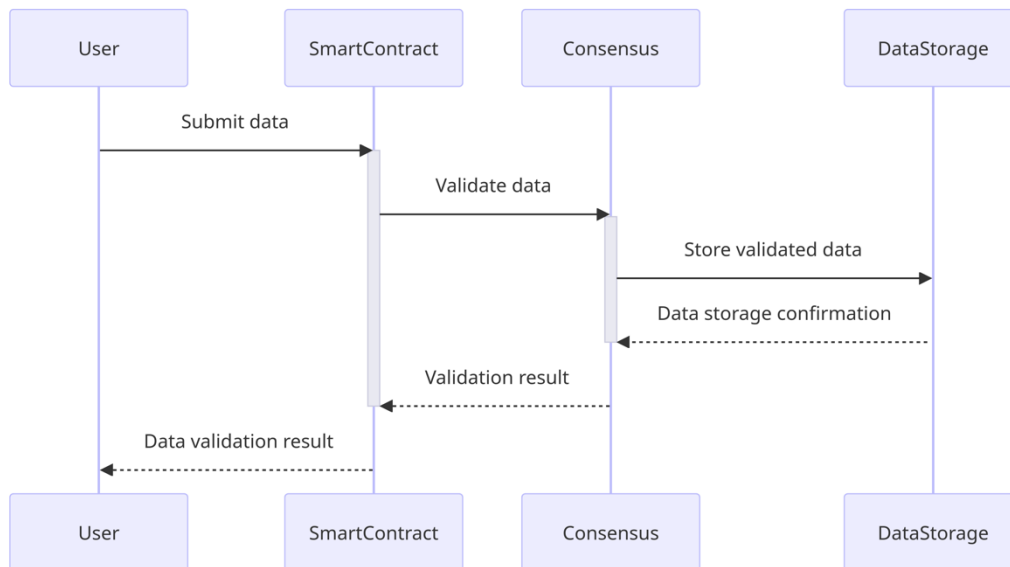 User
SmartContract
Consensus
DataStorage
Submit data
Validate data
Store validated data
Data storage confirmation
Validation result
Data validation result
User
SmartContract
Consensus
DataStorage